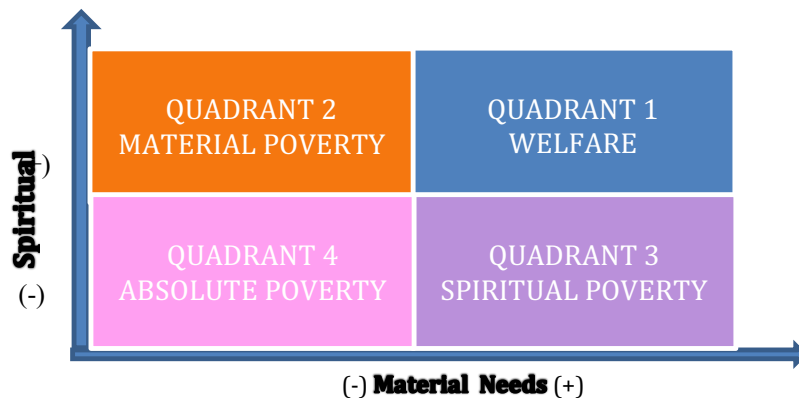 QUADRANT 2
MATERIAL POVERTY
QUADRANT 1
WELFARE
QUADRANT 4
ABSOLUTE POVERTY
QUADRANT 3
SPIRITUAL POVERTY
(-) Spiritual (+)
(-) Material Needs (+)